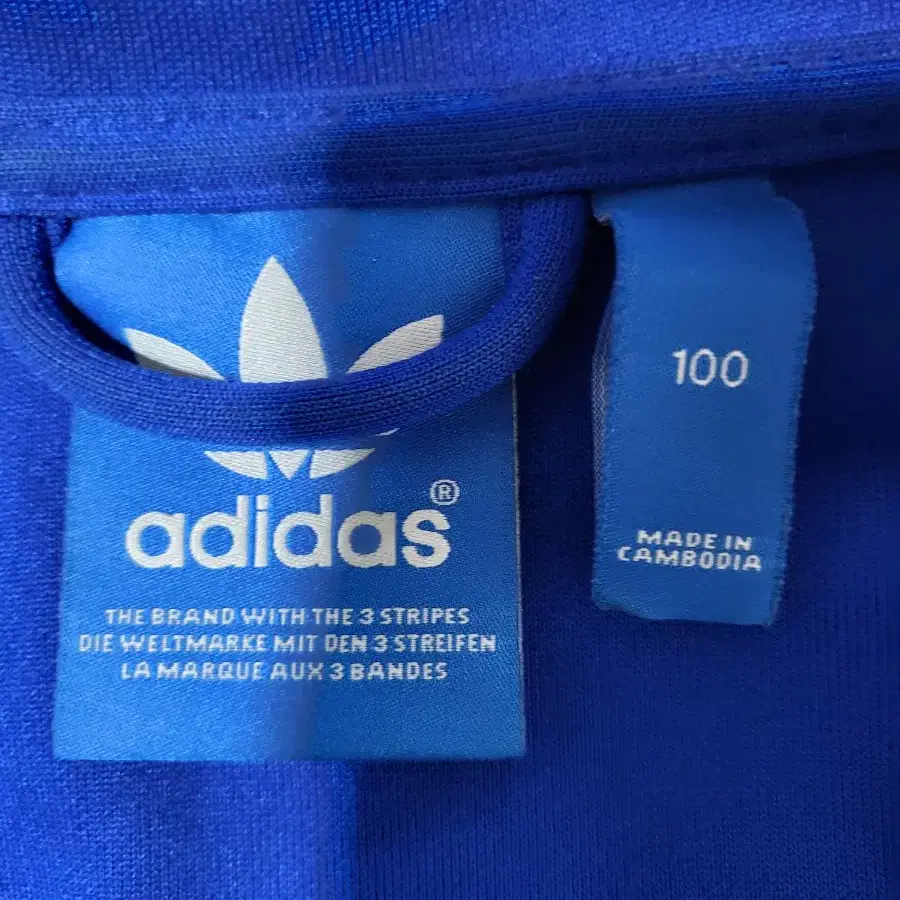 adidas®
THE BRAND WITH THE 3 STRIPES
DIE WELTMARKE MIT DEN 3 STREIFEN
LA MARQUE AUX 3 BANDES
100
MADE IN
CAMBODIA